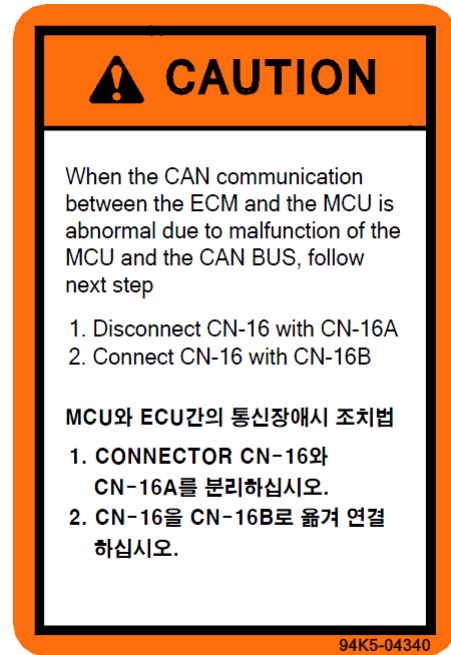 CAUTION
When the CAN communication
between the ECM and the MCU is
abnormal due to malfunction of the
MCU and the CAN BUS, follow
next step
1. Disconnect CN-16 with CN-16A
2. Connect CN-16 with CN-16B
MCU와 ECU간의 통신장애시 조치법
1. CONNECTOR CN-16와
CN-16A를 분리하십시오.
2. CN-16을 CN-16B로 옮겨 연결
하십시오.
94K5-04340